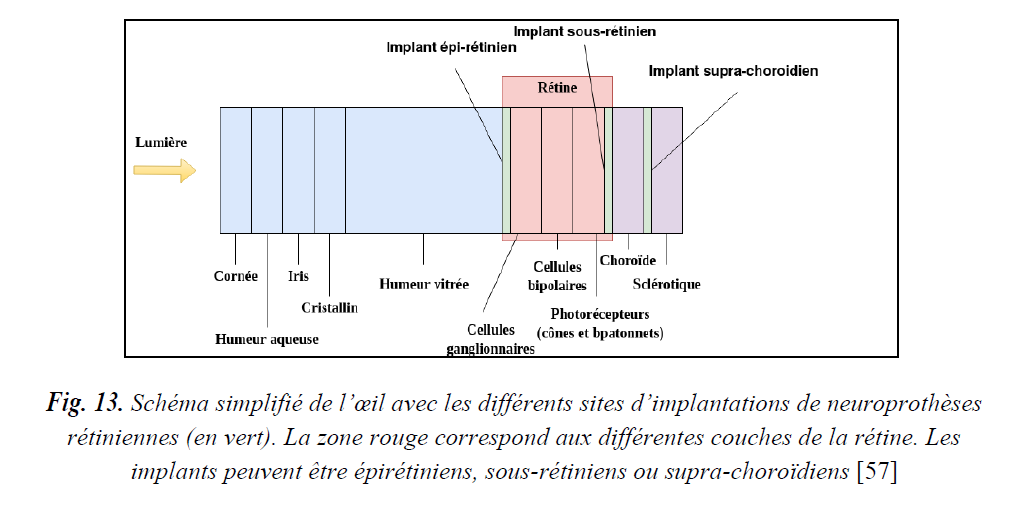 Implant sous-rétinien
Implant épi-rétinien
Implant supra-choroidien
Rétine
Lumière
Cornée
Iris
Cristallin
Humeur aqueuse
Humeur vitrée
Cellules
ganglionnaires
Cellules
bipolaires
Photorécepteurs
(cônes et bpatonnets)
Choroïde
Sclérotique
Fig. 13. Schéma simplifié de l’œil avec les différents sites d’implantations de neuroprothèses
rétiniennes (en vert). La zone rouge correspond aux différentes couches de la rétine. Les
implants peuvent être épirétiniens, sous-rétiniens ou supra-choroïdiens [57]